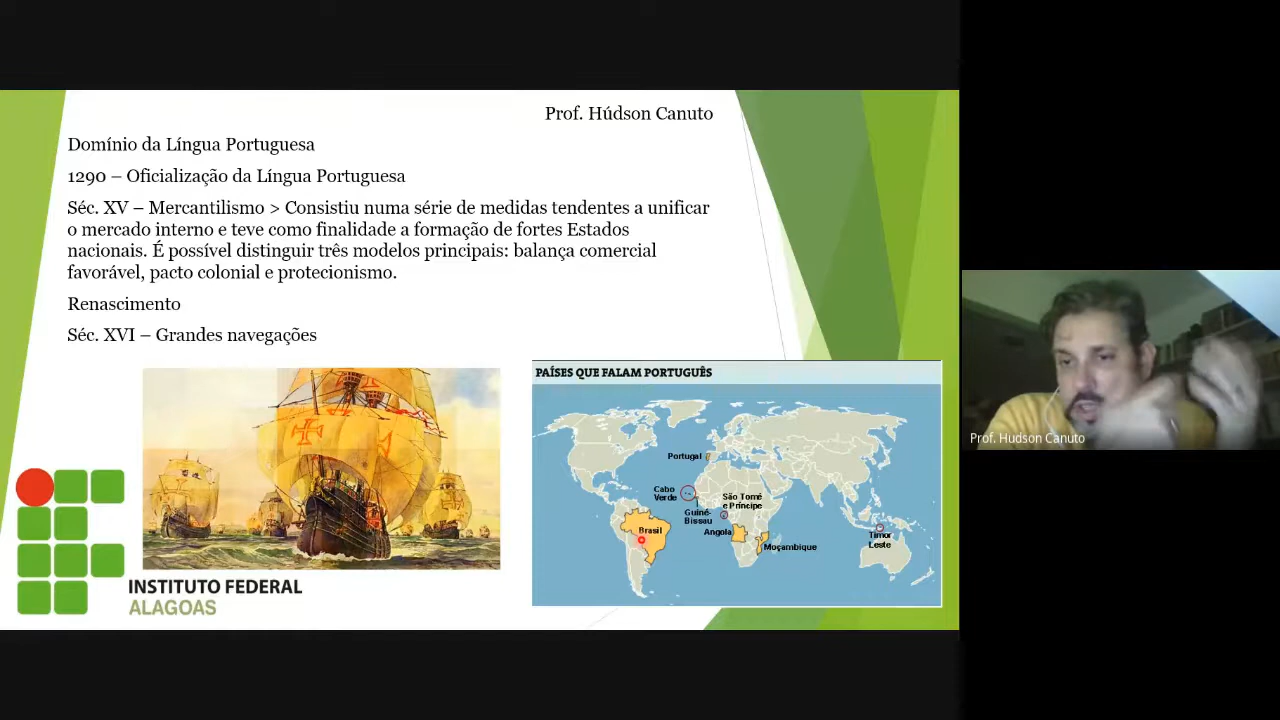 Prof. Húdson Canuto
Domínio da Língua Portuguesa
1290 – Oficialização da Língua Portuguesa
Séc. XV – Mercantilismo > Consistiu numa série de medidas tendentes a unificar
o mercado interno e teve como finalidade a formação de fortes Estados
nacionais. É possível distinguir três modelos principais: balança comercial
favorável, pacto colonial e protecionismo.
Renascimento
Séc. XVI – Grandes navegações
PAÍSES QUE FALAM PORTUGUÊS
Portugal
Cabo
Verde
São Tomé
e Príncipe
Guiné-
Bissau
Brasil
Angola
Moçambique
Timor
Leste
INSTITUTO FEDERAL
ALAGOAS
Prof. Hudson Canuto